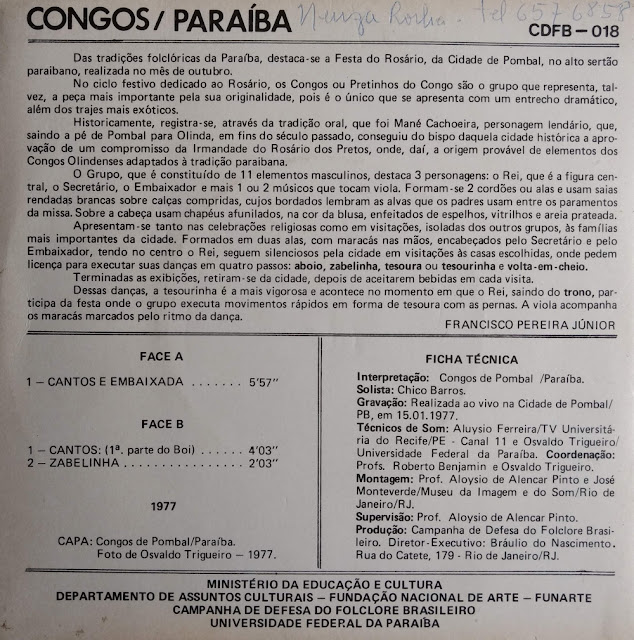 CONGOS/ PARAÍBA Neuza Rocha. tel 6576858
CDFB – 018
Das tradições folclóricas da Paraíba, destaca-se a Festa do Rosário, da Cidade de Pombal, no alto sertão
paraibano, realizada no mês de outubro.
No ciclo festivo dedicado ao Rosário, os Congos ou Pretinhos do Congo são o grupo que representa, tal-
vez, a peça mais importante pela sua originalidade, pois é o único que se apresenta com um entrecho dramático,
além dos trajes mais exóticos.
Historicamente, registra-se, através da tradição oral, que foi Mané Cachoeira, personagem lendário, que,
saindo a pé de Pombal para Olinda, em fins do século passado, conseguiu do bispo daquela cidade histórica a apro-
vação de um compromisso da Irmandade do Rosário dos Pretos, onde, daí, a origem provável de elementos dos
Congos Olindenses adaptados à tradição paraibana.
O Grupo, que é constituído de 11 elementos masculinos, destaca 3 personagens: o Rei, que é a figura cen-
tral, o Secretário, o Embaixador e mais 1 ou 2 músicos que tocam viola. Formam-se 2 cordões ou alas e usam saias
rendadas brancas sobre calças compridas, cujos bordados lembram as alvas que os padres usam entre os paramentos
da missa. Sobre a cabeça usam chapéus afunilados, na cor da blusa, enfeitados de espelhos, vitrilhos e areia prateada.
Apresentam-se tanto nas celebrações religiosas como em visitações, isoladas dos outros grupos, às famílias
mais importantes da cidade. Formados em duas alas, com maracás nas mãos, encabeçados pelo Secretário e pelo
Embaixador, tendo no centro o Rei, seguem silenciosos pela cidade em visitações às casas escolhidas, onde pedem
licença para executar suas danças em quatro passos: aboio, zabelinha, tesoura ou tesourinha e volta-em-cheio.
Terminadas as exibições, retiram-se da cidade, depois de aceitarem bebidas em cada visita.
Dessas danças, a tesourinha é a mais vigorosa e acontece no momento em que o Rei, saindo do trono, par-
ticipa da festa onde o grupo executa movimentos rápidos em forma de tesoura com as pernas. A viola acompanha
os maracás marcados pelo ritmo da dança.
FRANCISCO PEREIRA JÚNIOR
FACE A
1 – CANTOS E EMBAIXADA ....... 5'57"
FACE B
1 – CANTOS: (1ª. parte do Boi) ...... 4'03"
2 – ZABELINHA ................ 2'03"
1977
CAPA: Congos de Pombal/Paraíba.
Foto de Osvaldo Trigueiro – 1977.
FICHA TÉCNICA
Interpretação: Congos de Pombal /Paraíba.
Solista: Chico Barros.
Gravação: Realizada ao vivo na Cidade de Pombal/
PB, em 15.01.1977.
Técnicos de Som: Aluysio Ferreira/TV Universitá-
ria do Recife/PE - Canal 11 e Osvaldo Trigueiro/
Universidade Federal da Paraíba. Coordenação:
Profs. Roberto Benjamin e Osvaldo Trigueiro.
Montagem: Prof. Aloysio de Alencar Pinto e José
Monteverde/Museu da Imagem e do Som/Rio de
Janeiro/RJ.
Supervisão: Prof. Aloysio de Alencar Pinto.
Produção: Campanha de Defesa do Folclore Brasi-
leiro. Diretor-Executivo: Bráulio do Nascimento.
Rua do Catete, 179 - Rio de Janeiro/RJ.
MINISTÉRIO DA EDUCAÇÃO E CULTURA
DEPARTAMENTO DE ASSUNTOS CULTURAIS – FUNDAÇÃO NACIONAL DE ARTE – FUNARTE
CAMPANHA DE DEFESA DO FOLCLORE BRASILEIRO
UNIVERSIDADE FEDERAL DA PARAÍBA